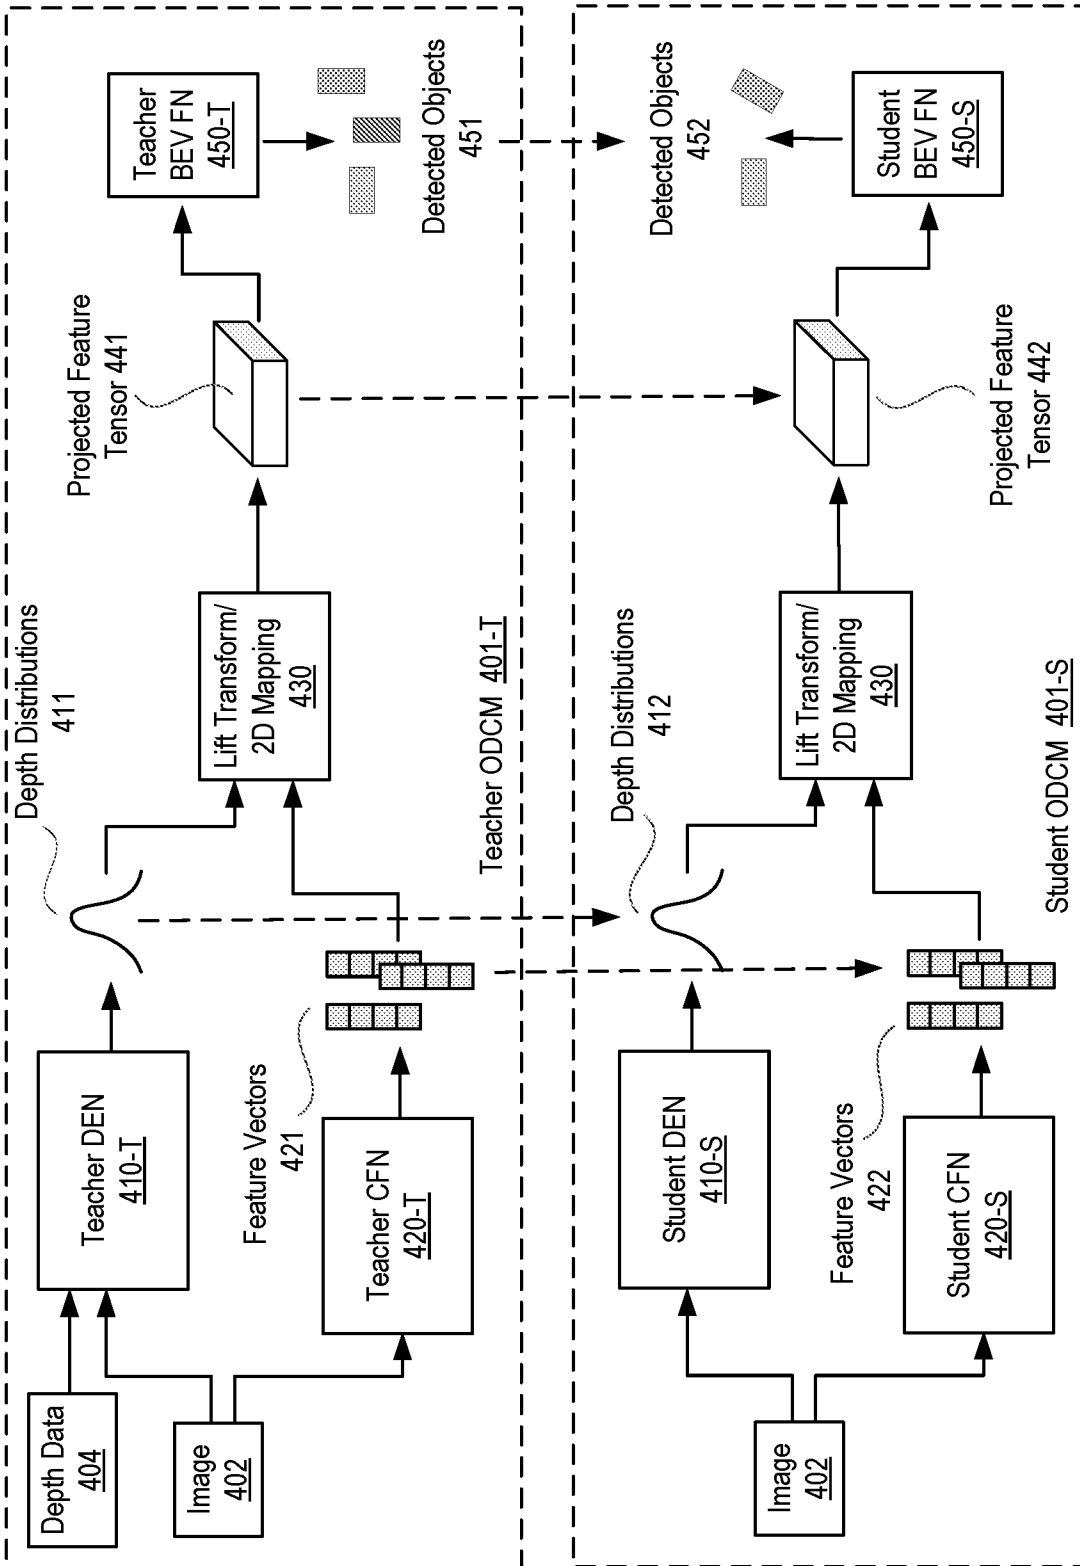 Depth Data
404
Image
402
Teacher DEN
410-T
Teacher CFN
420-T
Depth Distributions
411
Feature Vectors
421
Lift Transform/
2D Mapping
430
Projected Feature
Tensor 441
Teacher
BEV FN
450-T
Detected Objects
451
Teacher ODCM 401-T
Image
402
Student DEN
410-S
Student CFN
420-S
Depth Distributions
412
Feature Vectors
422
Lift Transform/
2D Mapping
430
Projected Feature
Tensor 442
Student
BEV FN
450-S
Detected Objects
452
Student ODCM 401-S